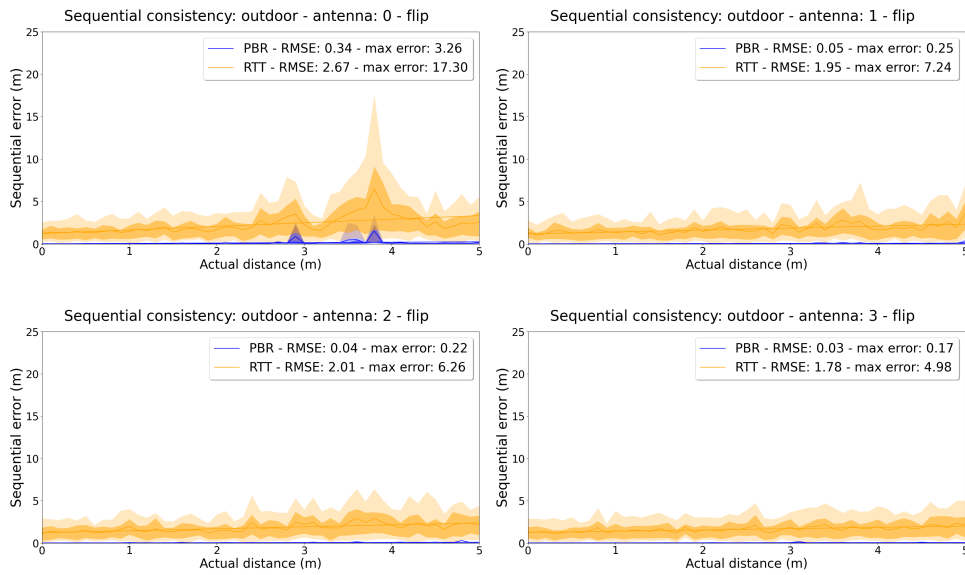 Sequential consistency: outdoor - antenna: 0 - flip
PBR - RMSE: 0.34 - max error: 3.26
RTT - RMSE: 2.67 - max error: 17.30
Sequential error (m)
25
20
15
10
5
0
0 1 2 3 4 5
Actual distance (m)
Sequential consistency: outdoor - antenna: 1 - flip
PBR - RMSE: 0.05 - max error: 0.25
RTT - RMSE: 1.95 - max error: 7.24
Sequential error (m)
25
20
15
10
5
0
0 1 2 3 4 5
Actual distance (m)
Sequential consistency: outdoor - antenna: 2 - flip
PBR - RMSE: 0.04 - max error: 0.22
RTT - RMSE: 2.01 - max error: 6.26
Sequential error (m)
25
20
15
10
5
0
0 1 2 3 4 5
Actual distance (m)
Sequential consistency: outdoor - antenna: 3 - flip
PBR - RMSE: 0.03 - max error: 0.17
RTT - RMSE: 1.78 - max error: 4.98
Sequential error (m)
25
20
15
10
5
0
0 1 2 3 4 5
Actual distance (m)